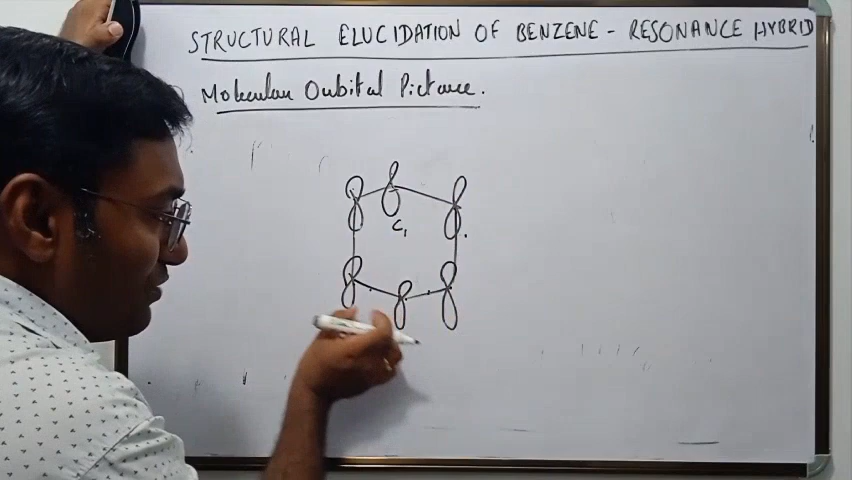 STRUCTURAL ELUCIDATION OF BENZENE - RESONANCE HYBRID
Molecular Orbital Picture.
C1